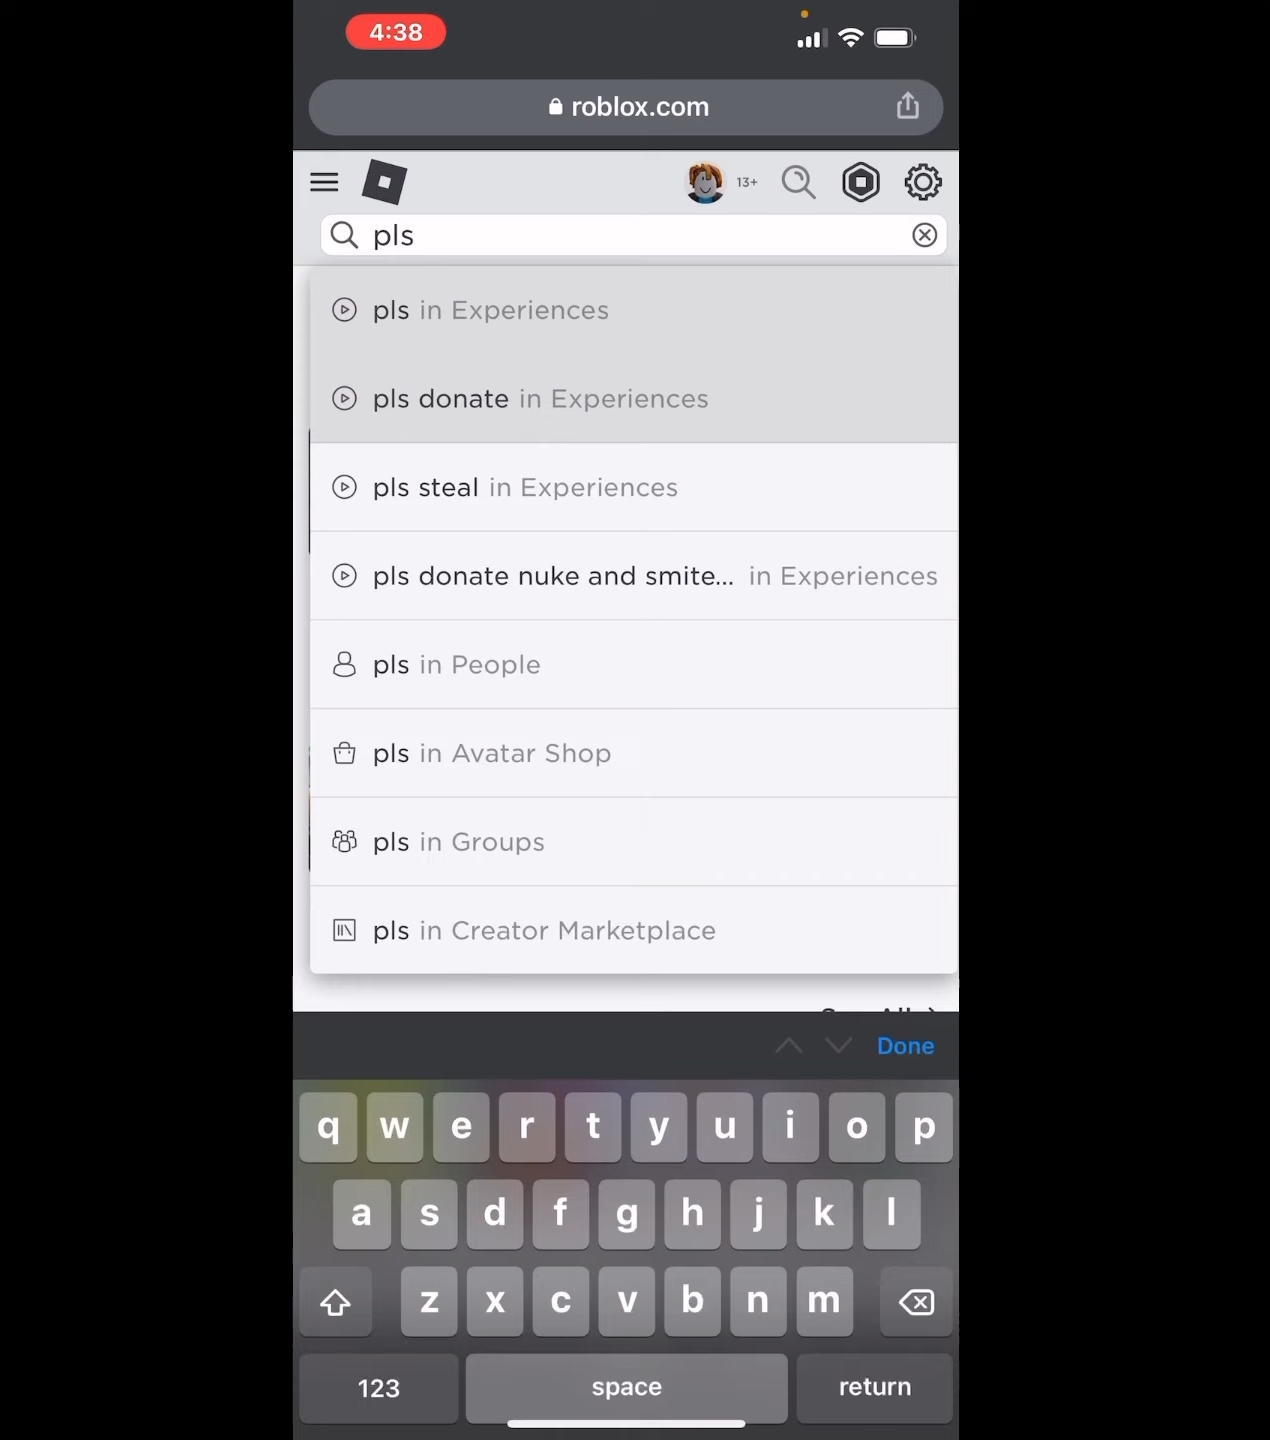 4:38
roblox.com
13+
pls
pls in Experiences
pls donate in Experiences
pls steal in Experiences
pls donate nuke and smite... in Experiences
pls in People
pls in Avatar Shop
pls in Groups
pls in Creator Marketplace
Done
q w e r t y u i o p
a s d f g h j k l
z x c v b n m
123 space return